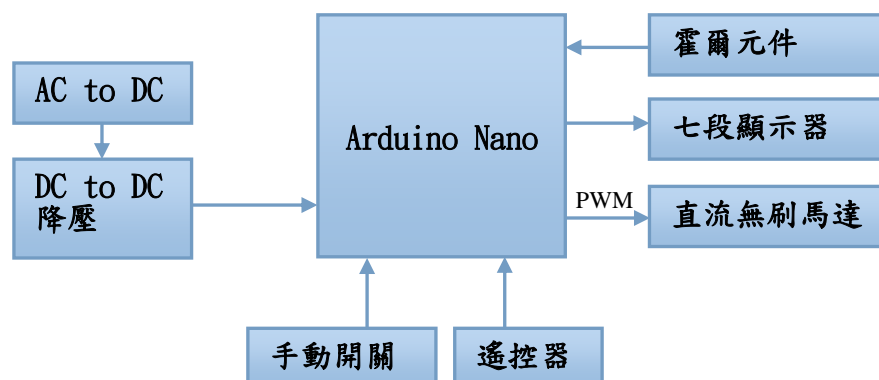 霍爾元件
AC to DC
Arduino Nano
七段顯示器
DC to DC
降壓
PWM
直流無刷馬達
手動開關
遙控器